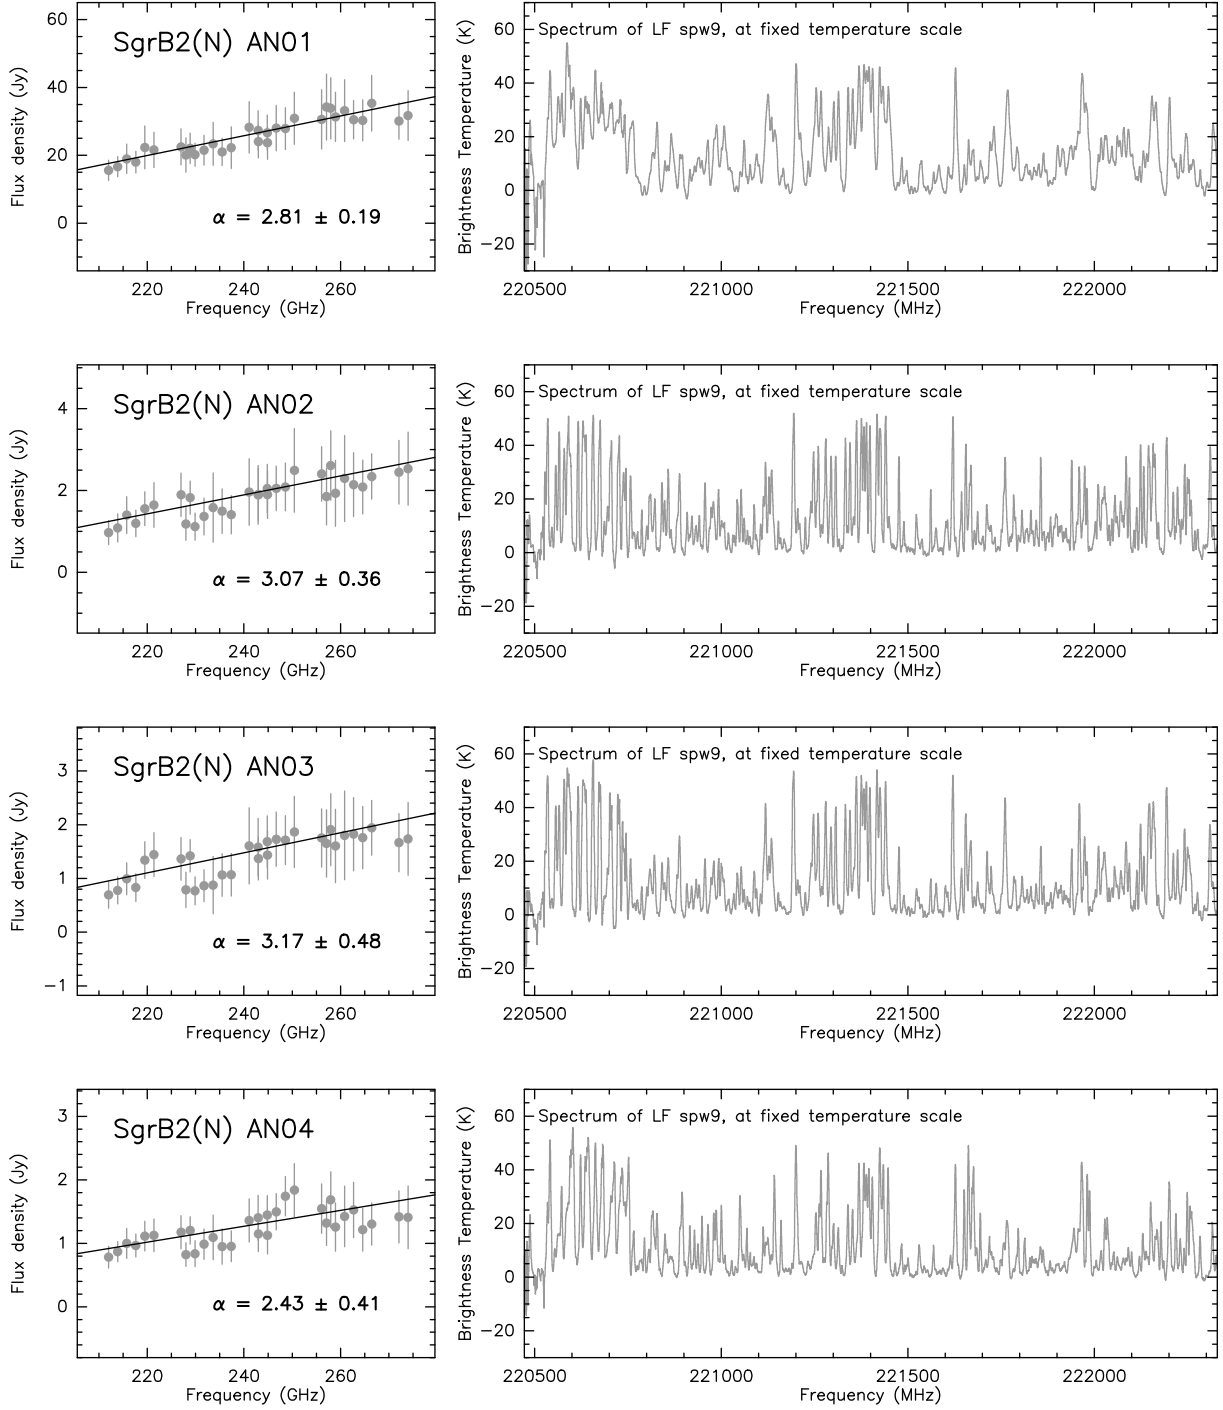 SgrB2(N) AN01
Flux density (Jy)
60
40
20
0
α = 2.81 ± 0.19
220 240 260
Frequency (GHz)
Spectrum of LF spw9, at fixed temperature scale
Brightness Temperature (K)
60
40
20
0
−20
220500 221000 221500 222000
Frequency (MHz)
SgrB2(N) AN02
Flux density (Jy)
4
2
0
α = 3.07 ± 0.36
220 240 260
Frequency (GHz)
Spectrum of LF spw9, at fixed temperature scale
Brightness Temperature (K)
60
40
20
0
−20
220500 221000 221500 222000
Frequency (MHz)
SgrB2(N) AN03
Flux density (Jy)
3
2
1
0
−1
α = 3.17 ± 0.48
220 240 260
Frequency (GHz)
Spectrum of LF spw9, at fixed temperature scale
Brightness Temperature (K)
60
40
20
0
−20
220500 221000 221500 222000
Frequency (MHz)
SgrB2(N) AN04
Flux density (Jy)
3
2
1
0
α = 2.43 ± 0.41
220 240 260
Frequency (GHz)
Spectrum of LF spw9, at fixed temperature scale
Brightness Temperature (K)
60
40
20
0
−20
220500 221000 221500 222000
Frequency (MHz)